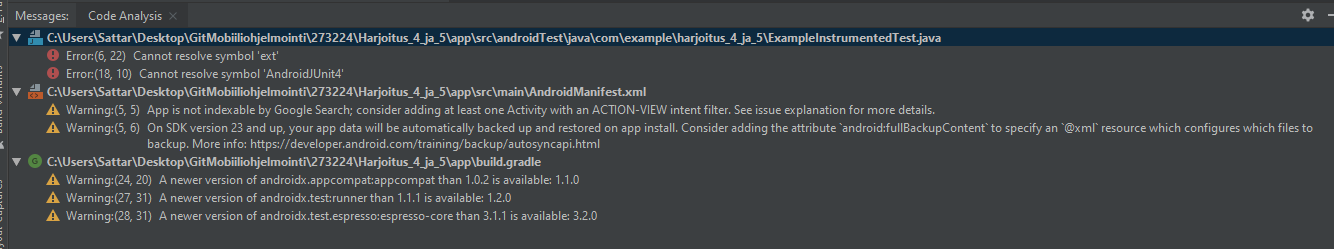 Messages: Code Analysis
C:\Users\Sattar\Desktop\GitMobiiliohjelmointi\273224\Harjoitus_4_ja_5\app\src\androidTest\java\com\example\harjoitus_4_ja_5\ExampleInstrumentedTest.java
Error:(6, 22) Cannot resolve symbol 'ext'
Error:(18, 10) Cannot resolve symbol 'AndroidJUnit4'
C:\Users\Sattar\Desktop\GitMobiiliohjelmointi\273224\Harjoitus_4_ja_5\app\src\main\AndroidManifest.xml
Warning:(5, 5) App is not indexable by Google Search; consider adding at least one Activity with an ACTION-VIEW intent filter. See issue explanation for more details.
Warning:(5, 6) On SDK version 23 and up, your app data will be automatically backed up and restored on app install. Consider adding the attribute `android:fullBackupContent` to specify an `@xml` resource which configures which files to
backup. More info: https://developer.android.com/training/backup/autosyncapi.html
C:\Users\Sattar\Desktop\GitMobiiliohjelmointi\273224\Harjoitus_4_ja_5\app\build.gradle
Warning:(24, 20) A newer version of androidx.appcompat:appcompat than 1.0.2 is available: 1.1.0
Warning:(27, 31) A newer version of androidx.test:runner than 1.1.1 is available: 1.2.0
Warning:(28, 31) A newer version of androidx.test.espresso:espresso-core than 3.1.1 is available: 3.2.0